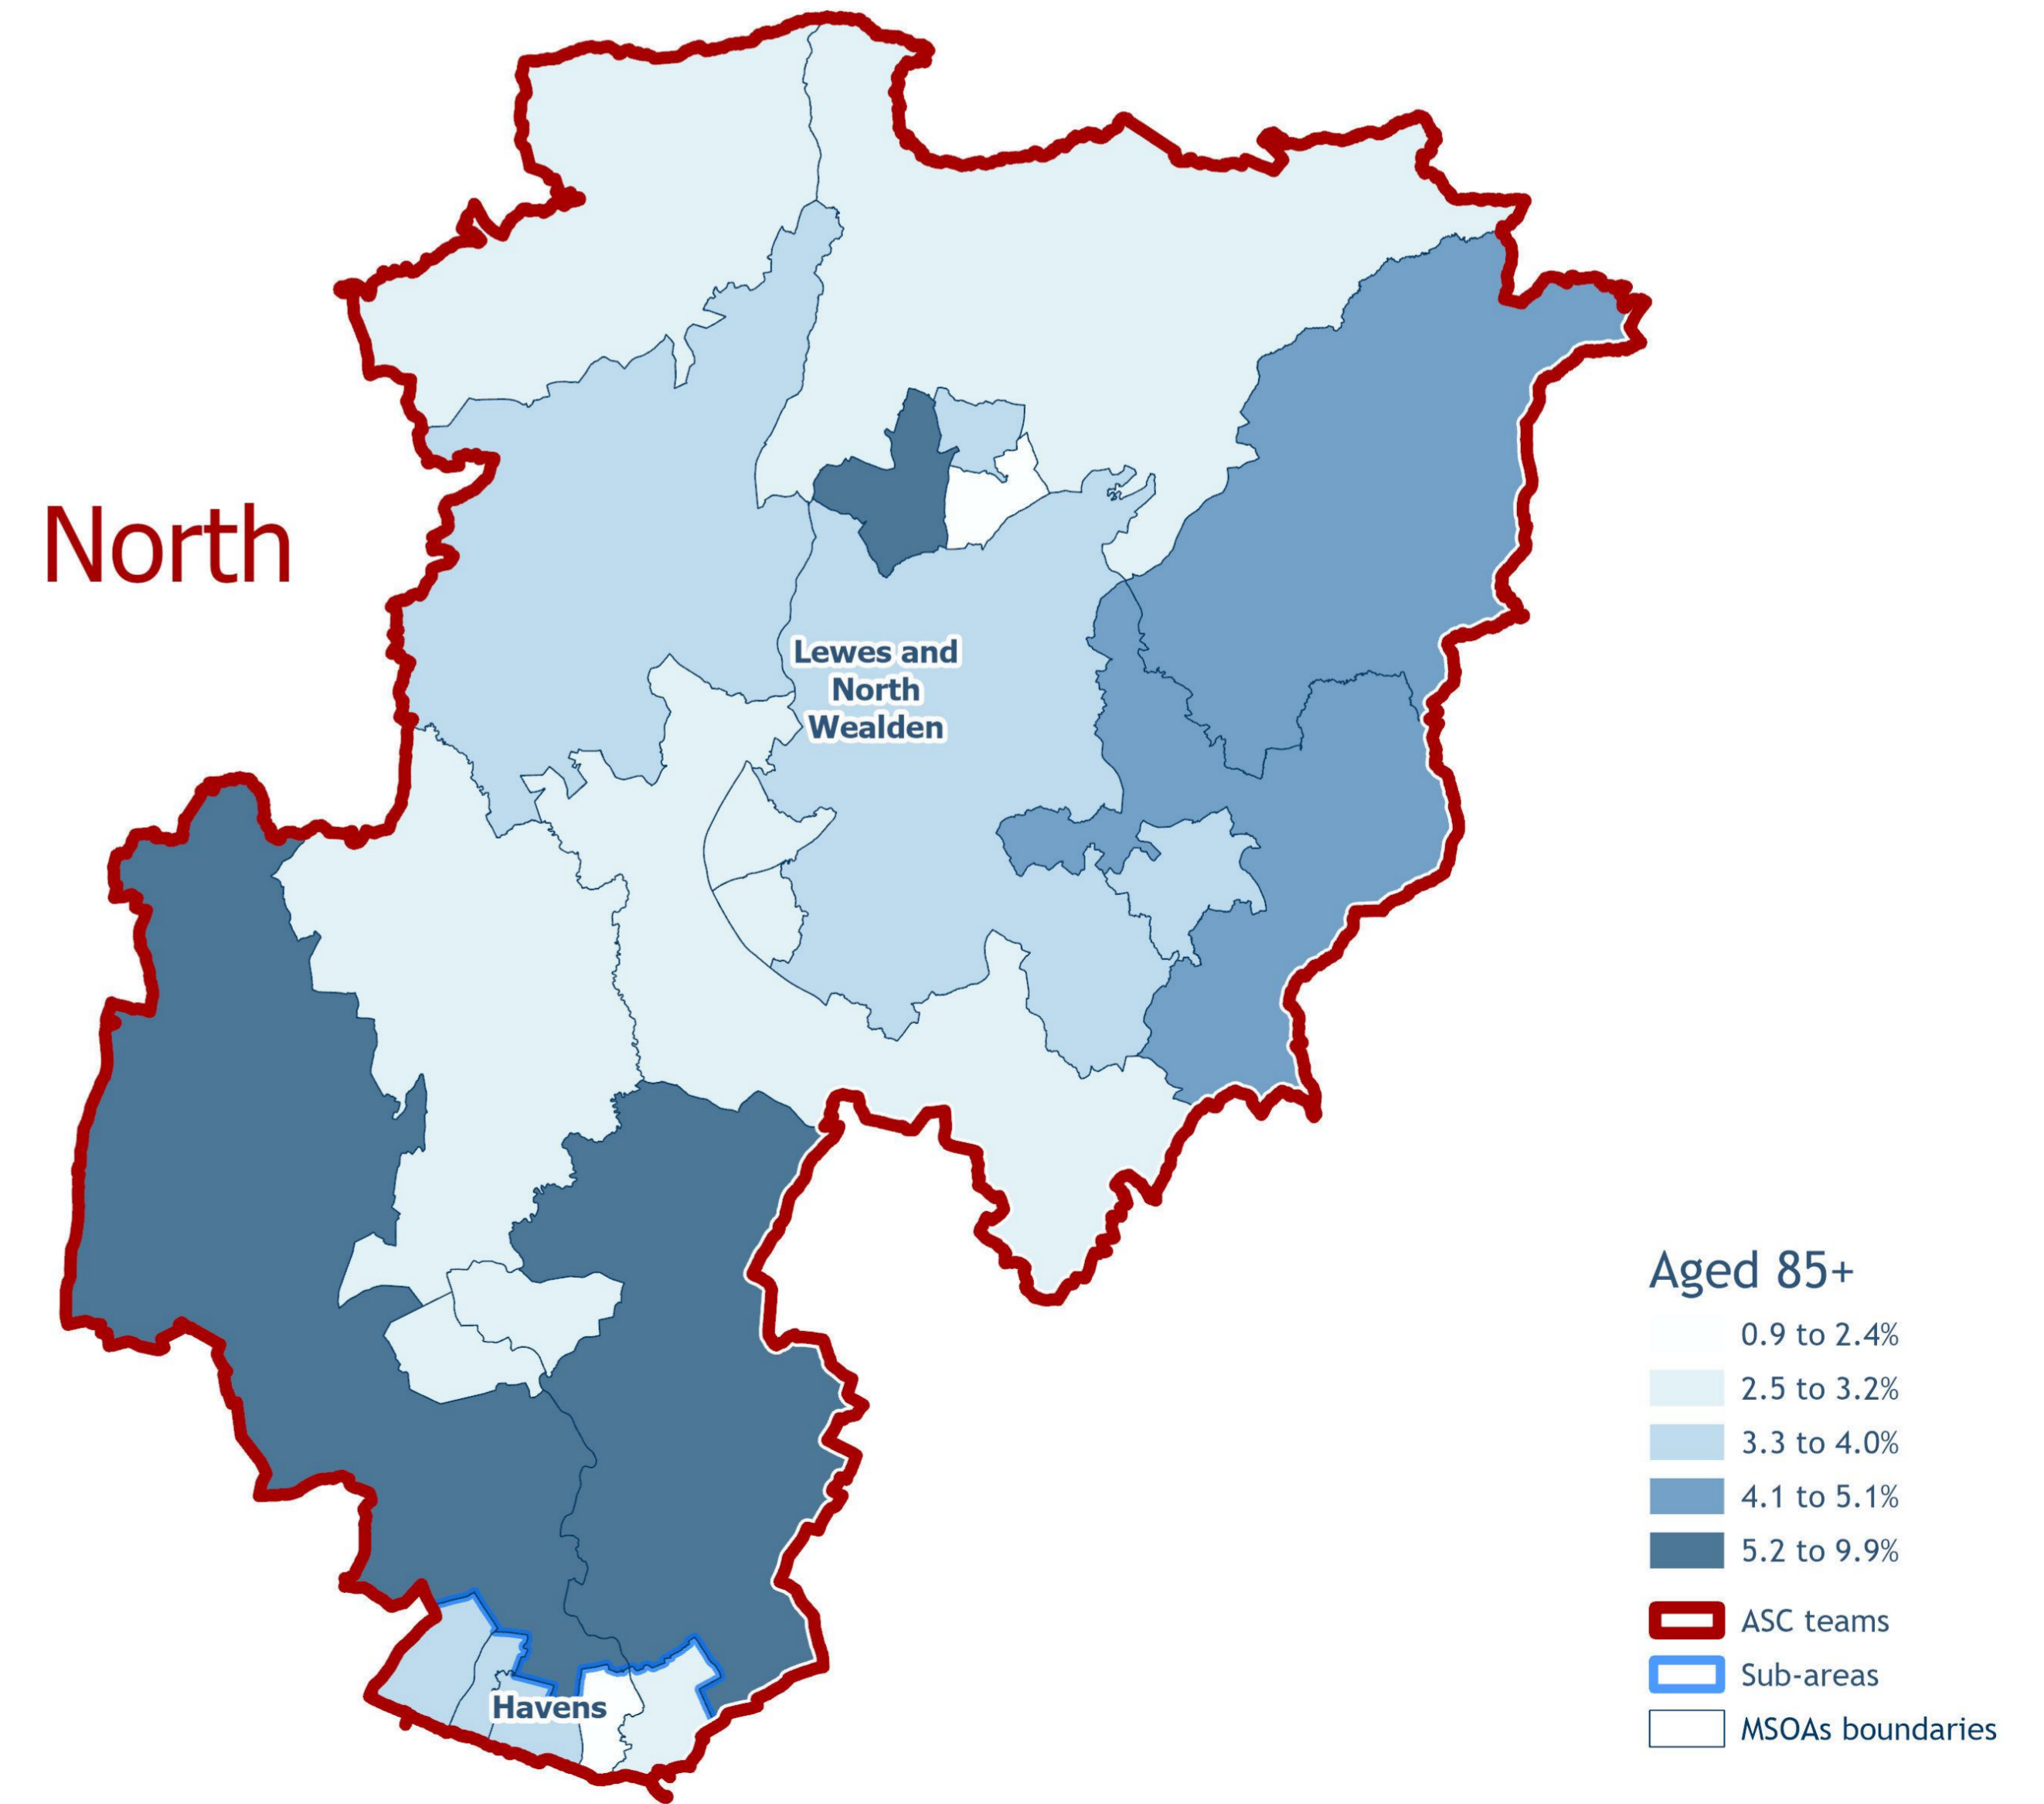 North
Lewes and
North
Wealden
Havens
Aged 85+
0.9 to 2.4%
2.5 to 3.2%
3.3 to 4.0%
4.1 to 5.1%
5.2 to 9.9%
ASC teams
Sub-areas
MSOAs boundaries